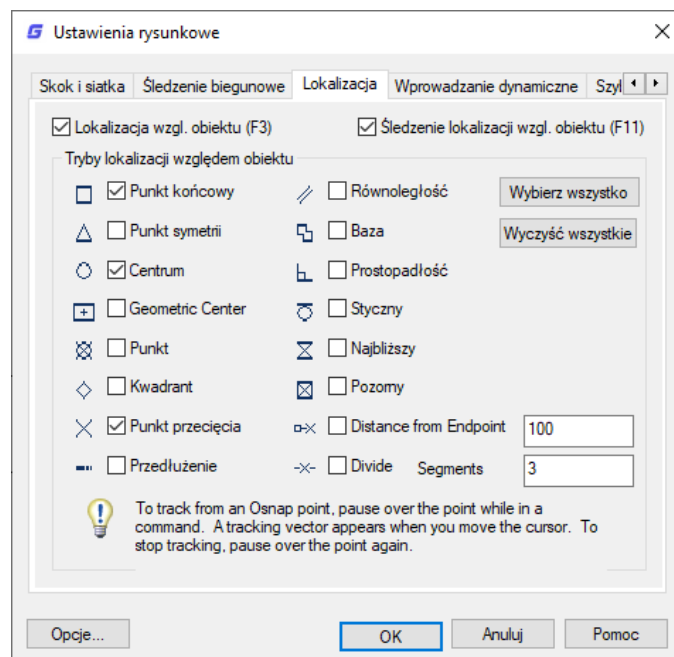 Ustawienia rysunkowe
Skok i siatka Śledzenie biegunowe Lokalizacja Wprowadzanie dynamiczne Szyl
Lokalizacja wzgl. obiektu (F3) Śledzenie lokalizacji wzgl. obiektu (F11)
Tryby lokalizacji względem obiektu
Punkt końcowy Równoległość Wybierz wszystko
Punkt symetrii Baza Wyczyść wszystkie
Centrum Prostopadłość
Geometric Center Styczny
Punkt Najbliższy
Kwadrant Pozorny
Punkt przecięcia Distance from Endpoint 100
Przedłużenie Divide Segments 3
To track from an Osnap point, pause over the point while in a
command. A tracking vector appears when you move the cursor. To
stop tracking, pause over the point again.
Opcje... OK Anuluj Pomoc